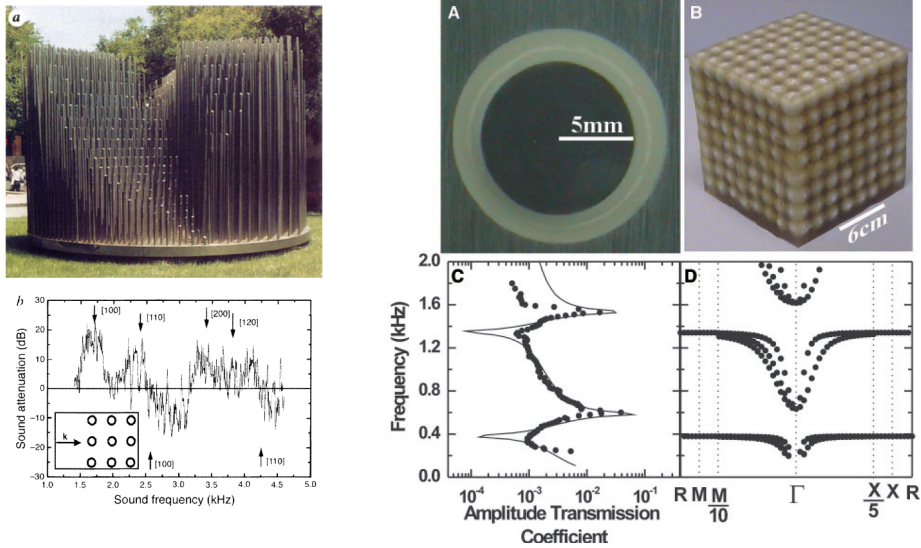 a
b
30
20
10
0
−10
−20
−30
Sound attenuation (dB)
[100]
[110]
[200]
[120]
k
[100]
[110]
1.0 1.5 2.0 2.5 3.0 3.5 4.0 4.5 5.0
Sound frequency (kHz)
A
5mm
B
6cm
C
2.0
1.6
1.2
0.8
0.4
0.0
Frequency (kHz)
10-4 10-3 10-2 10-1
Amplitude Transmission
Coefficient
D
R M M/10 Γ X/5 X R